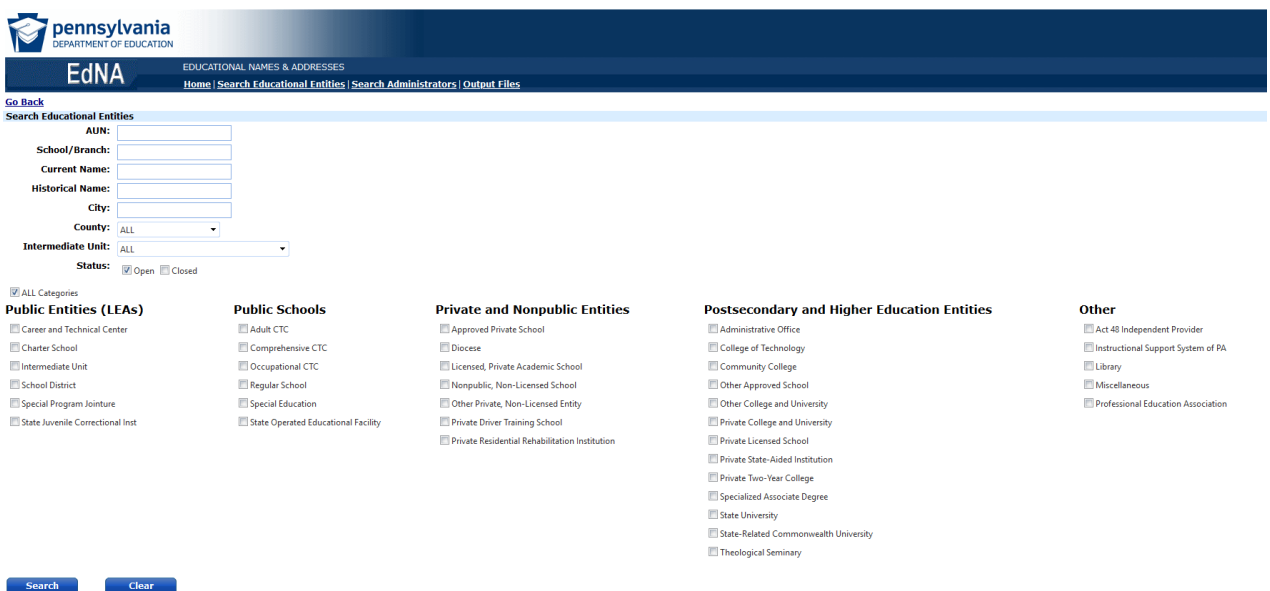 pennsylvania
DEPARTMENT OF EDUCATION
EdNA
EDUCATIONAL NAMES & ADDRESSES
Home | Search Educational Entities | Search Administrators | Output Files
Go Back
Search Educational Entities
AUN:
School/Branch:
Current Name:
Historical Name:
City:
County: ALL
Intermediate Unit: ALL
Status: Open Closed
ALL Categories
Public Entities (LEAs)
Career and Technical Center
Charter School
Intermediate Unit
School District
Special Program Jointure
State Juvenile Correctional Inst
Public Schools
Adult CTC
Comprehensive CTC
Occupational CTC
Regular School
Special Education
State Operated Educational Facility
Private and Nonpublic Entities
Approved Private School
Diocese
Licensed, Private Academic School
Nonpublic, Non-Licensed School
Other Private, Non-Licensed Entity
Private Driver Training School
Private Residential Rehabilitation Institution
Postsecondary and Higher Education Entities
Administrative Office
College of Technology
Community College
Other Approved School
Other College and University
Private College and University
Private Licensed School
Private State-Aided Institution
Private Two-Year College
Specialized Associate Degree
State University
State-Related Commonwealth University
Theological Seminary
Other
Act 48 Independent Provider
Instructional Support System of PA
Library
Miscellaneous
Professional Education Association
Search Clear